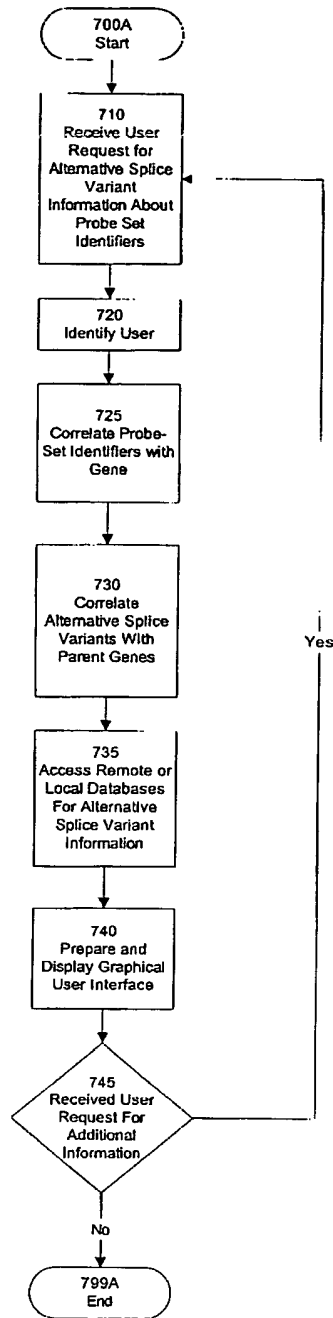 700A
Start
710
Receive User
Request for
Alternative Splice
Variant
Information About
Probe Set
Identifiers
720
Identify User
725
Correlate Probe-
Set Identifiers with
Gene
730
Correlate
Alternative Splice
Variants With
Parent Genes
735
Access Remote or
Local Databases
For Alternative
Splice Variant
Information
740
Prepare and
Display Graphical
User Interface
745
Received User
Request For
Additional
Information
Yes
No
799A
End